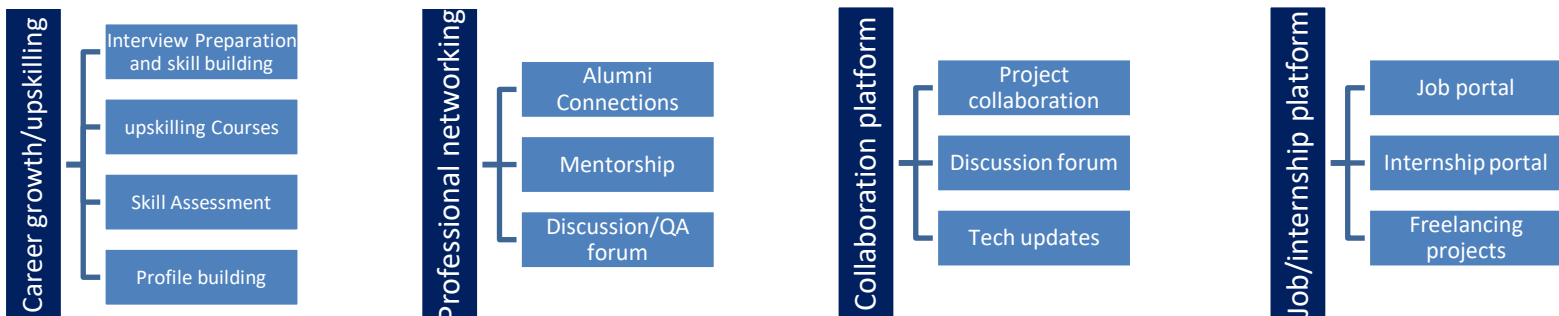 Career growth/upskilling
Interview Preparation
and skill building
upskilling Courses
Skill Assessment
Profile building
Professional networking
Alumni
Connections
Mentorship
Discussion/QA
forum
Collaboration platform
Project
collaboration
Discussion forum
Tech updates
Job/internship platform
Job portal
Internship portal
Freelancing
projects